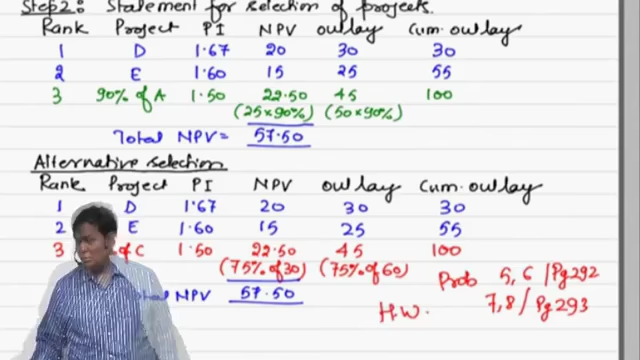 Step2: Statement for selection of projects.
Rank Project PI NPV outlay Cum. outlay
1 D 1.67 20 30 30
2 E 1.60 15 25 55
3 90% of A 1.50 22.50 45 100
(25×90%) (50×90%)
Total NPV = 57.50
Alternative selection
Rank Project PI NPV outlay Cum. outlay
1 D 1.67 20 30 30
2 E 1.60 15 25 55
3 of C 1.50 22.50 45 100
(75% of 30) (75% of 60)
NPV 57.50
H.W. Prob 5, 6 / Pg 292
7, 8 / Pg 293